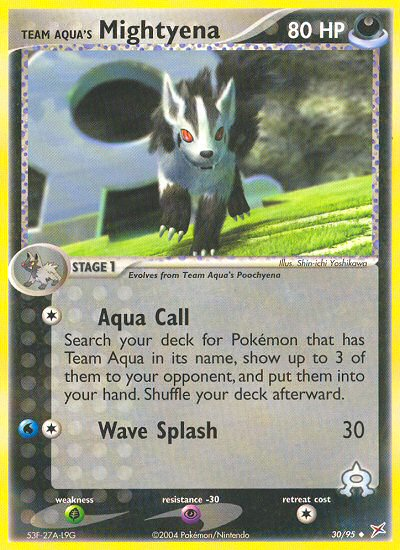 TEAM AQUA'S Mightyena 80 HP
Illus. Shin-ichi Yoshikawa
STAGE 1
Evolves from Team Aqua's Poochyena
Aqua Call
Search your deck for Pokémon that has
Team Aqua in its name, show up to 3 of
them to your opponent, and put them into
your hand. Shuffle your deck afterward.
Wave Splash 30
weakness resistance -30 retreat cost
53F-27A-L9G ©2004 Pokémon/Nintendo 30/95